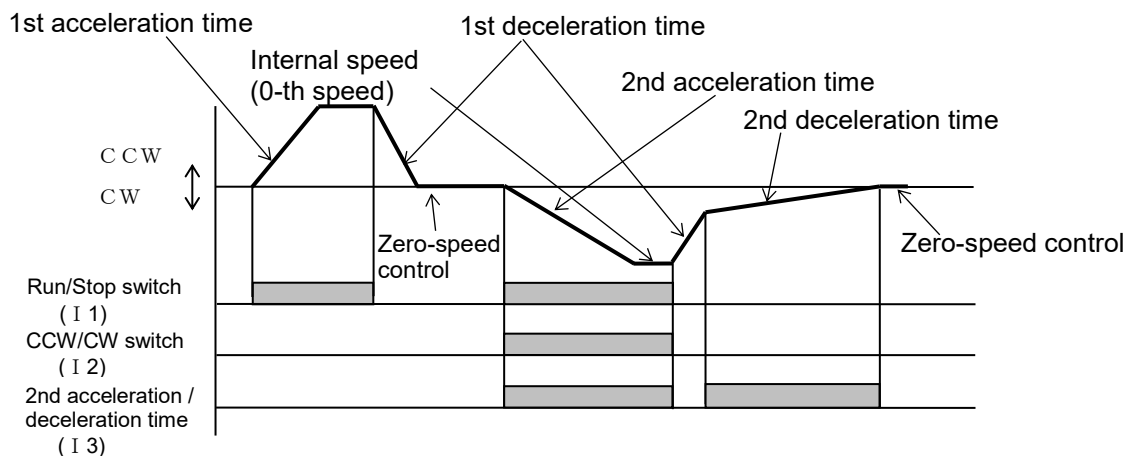 1st acceleration time
1st deceleration time
Internal speed
(0-th speed)
2nd acceleration time
2nd deceleration time
ＣＣＷ
ＣＷ
Zero-speed
control
Zero-speed control
Run/Stop switch
(Ｉ1)
CCW/CW switch
(Ｉ2)
2nd acceleration /
deceleration time
(Ｉ3)